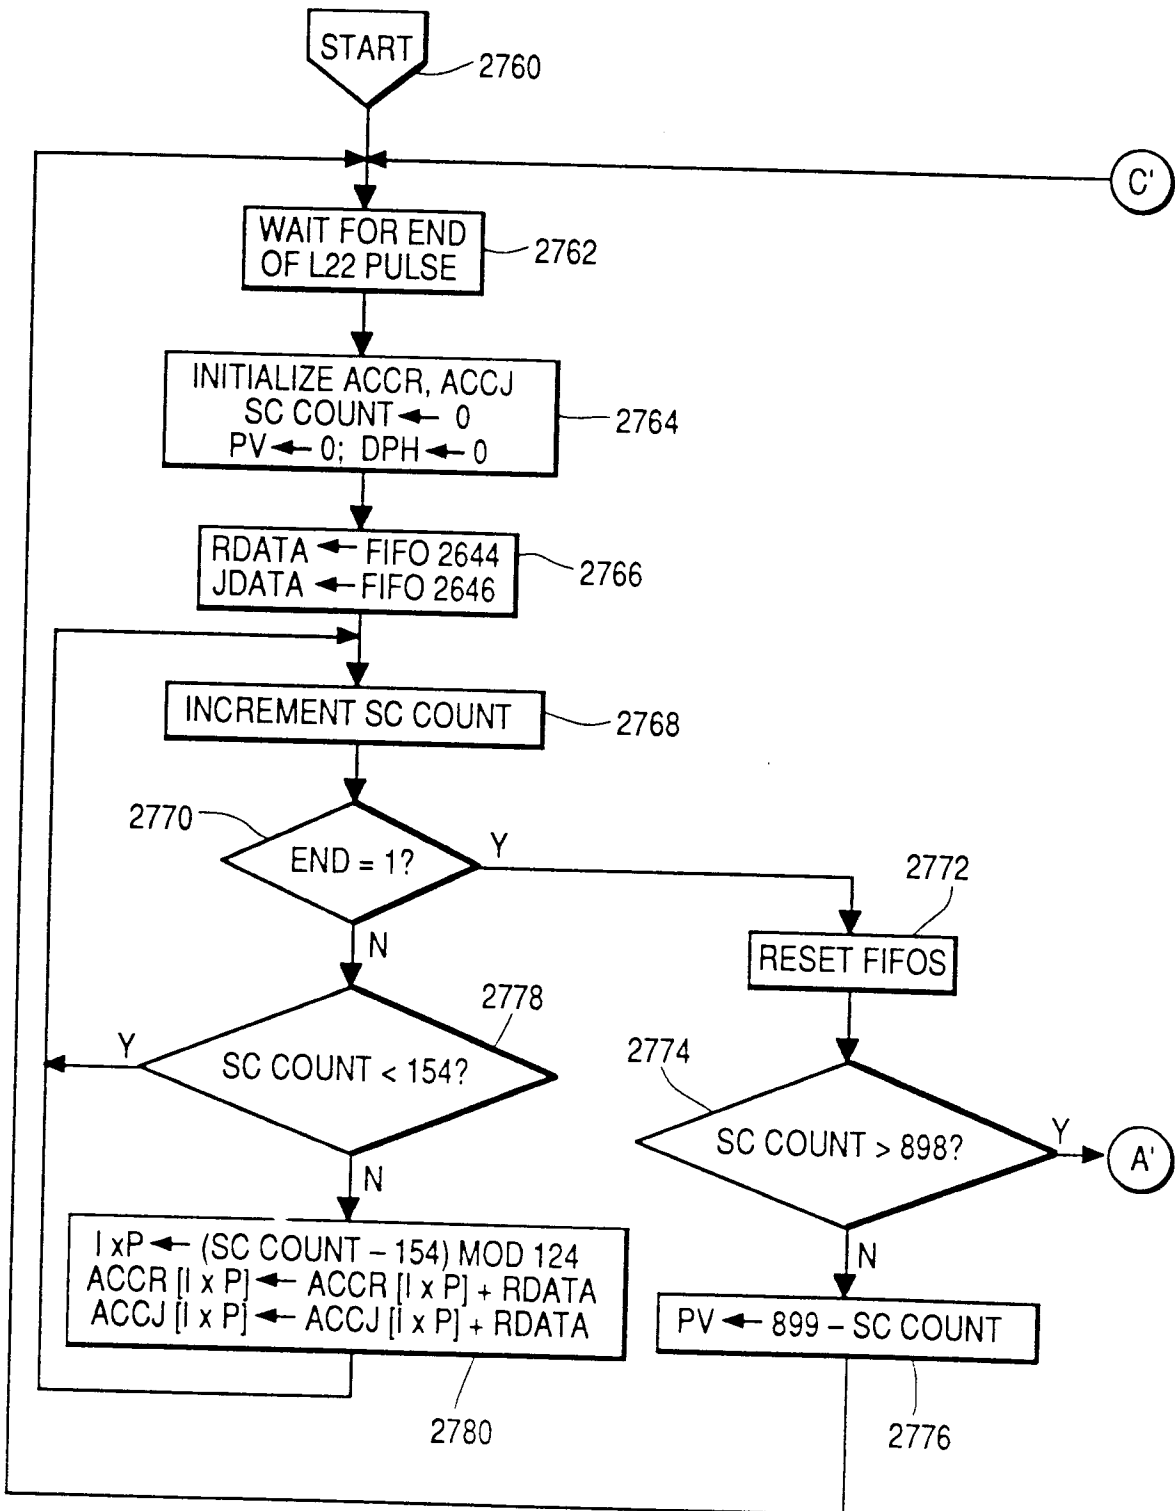 START
2760
C'
WAIT FOR END
OF L22 PULSE
2762
INITIALIZE ACCR, ACCJ
SC COUNT ← 0
PV ← 0; DPH ← 0
2764
RDATA ← FIFO 2644
JDATA ← FIFO 2646
2766
INCREMENT SC COUNT
2768
2770
END = 1?
Y
N
2772
RESET FIFOS
2778
SC COUNT < 154?
Y
N
2774
SC COUNT > 898?
Y
A'
N
I xP ← (SC COUNT – 154) MOD 124
ACCR [I x P] ← ACCR [I x P] + RDATA
ACCJ [I x P] ← ACCJ [I x P] + RDATA
2780
PV ← 899 – SC COUNT
2776